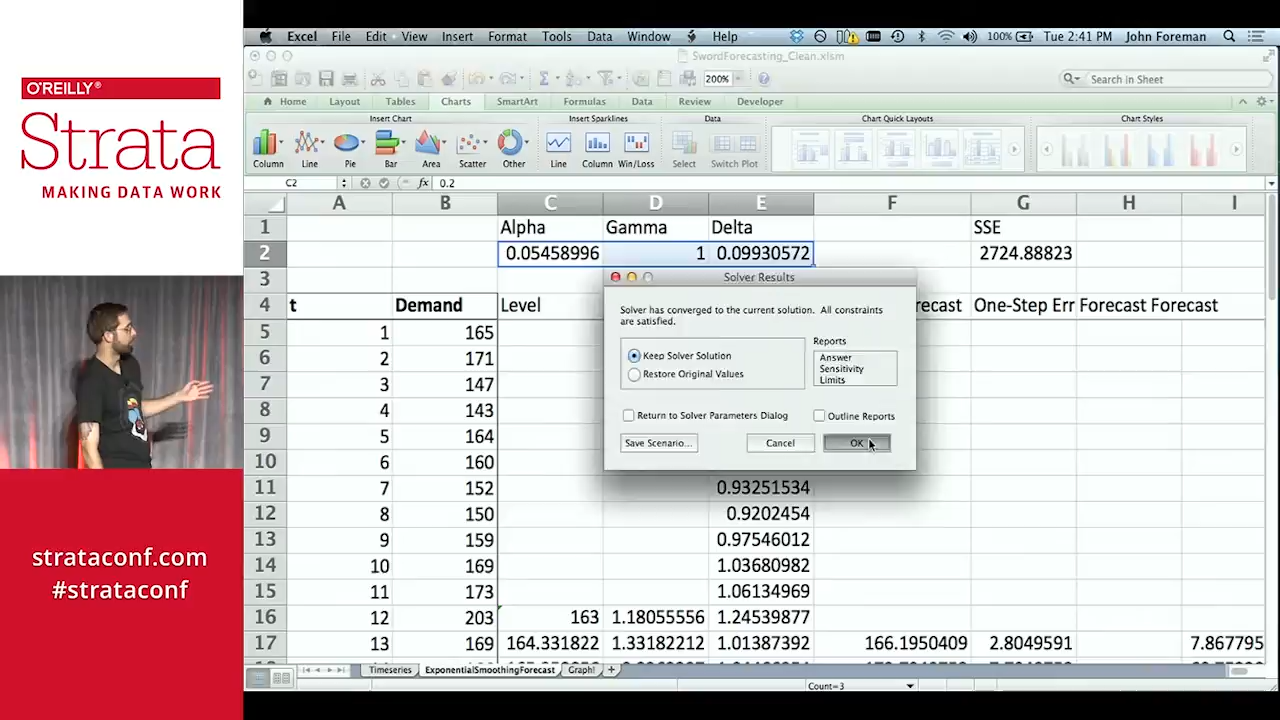 O'REILLY®
Strata
MAKING DATA WORK
strataconf.com
#strataconf
Excel File Edit View Insert Format Tools Data Window Help 100% Tue 2:41 PM John Foreman
SwordForecasting_Clean.xlsm
200% Search in Sheet
Home Layout Tables Charts SmartArt Formulas Data Review Developer
Insert Chart Insert Sparklines Data Chart Quick Layouts Chart Styles
Column Line Pie Bar Area Scatter Other Line Column Win/Loss Select Switch Plot
C2 fx 0.2
A B C D E F G H I
1 Alpha Gamma Delta SSE
2 0.05458996 1 0.09930572 2724.88823
3
4 t Demand Level recast One-Step Err Forecast Forecast
5 1 165
6 2 171
7 3 147
8 4 143
9 5 164
10 6 160
11 7 152 0.93251534
12 8 150 0.9202454
13 9 159 0.97546012
14 10 169 1.03680982
15 11 173 1.06134969
16 12 203 163 1.18055556 1.24539877
17 13 169 164.331822 1.33182212 1.01387392 166.1950409 2.8049591 7.867795
Solver Results
Solver has converged to the current solution. All constraints
are satisfied.
Keep Solver Solution
Restore Original Values
Reports
Answer
Sensitivity
Limits
Return to Solver Parameters Dialog Outline Reports
Save Scenario... Cancel OK
Timeseries ExponentialSmoothingForecast Graph!
Count=3